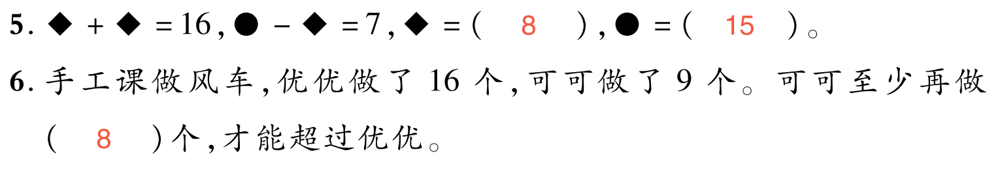 5. ◆ + ◆ = 16,● - ◆ = 7,◆ = ( 8 ),● = ( 15 )。
6. 手工课做风车,优优做了 16 个,可可做了 9 个。可可至少再做
( 8 )个,才能超过优优。